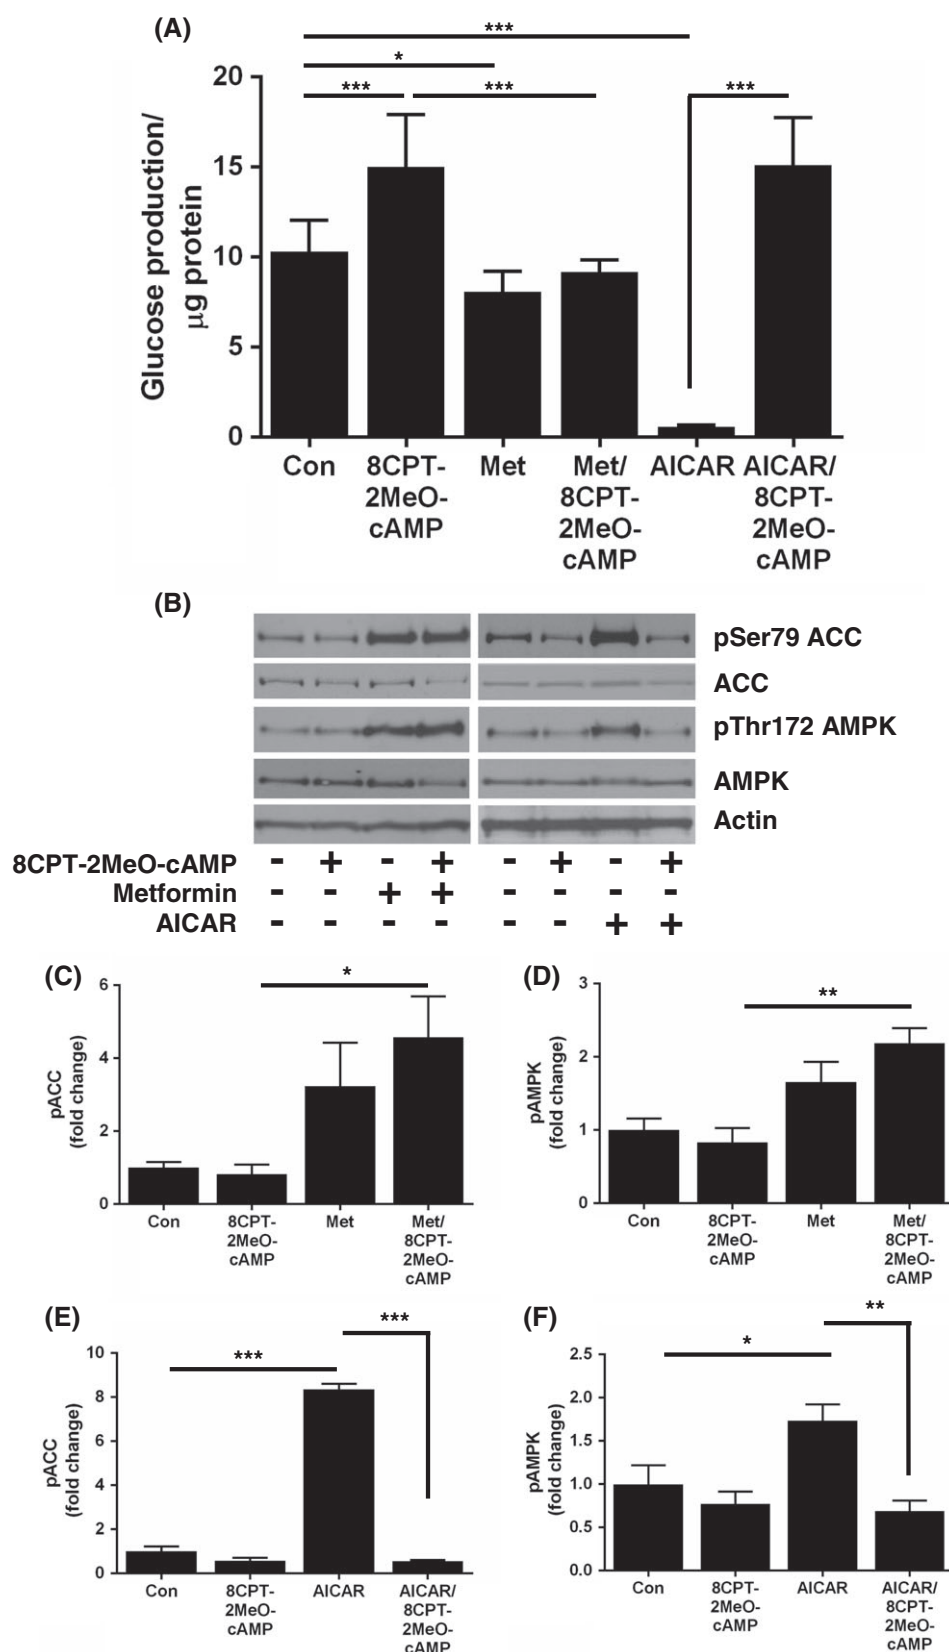 (A)
***
*
***
***
***
Glucose production/
μg protein
20
15
10
5
0
Con
8CPT-
2MeO-
cAMP
Met
Met/
8CPT-
2MeO-
cAMP
AICAR
AICAR/
8CPT-
2MeO-
cAMP
(B)
pSer79 ACC
ACC
pThr172 AMPK
AMPK
Actin
8CPT-2MeO-cAMP - + - + - + - +
Metformin - - + + - - - -
AICAR - - - - - - + +
(C)
*
pACC
(fold change)
6
4
2
0
Con
8CPT-
2MeO-
cAMP
Met
Met/
8CPT-
2MeO-
cAMP
(D)
**
pAMPK
(fold change)
3
2
1
0
Con
8CPT-
2MeO-
cAMP
Met
Met/
8CPT-
2MeO-
cAMP
(E)
***
***
pACC
(fold change)
10
8
6
4
2
0
Con
8CPT-
2MeO-
cAMP
AICAR
AICAR/
8CPT-
2MeO-
cAMP
(F)
**
*
pAMPK
(fold change)
2.5
2.0
1.5
1.0
0.5
0.0
Con
8CPT-
2MeO-
cAMP
AICAR
AICAR/
8CPT-
2MeO-
cAMP